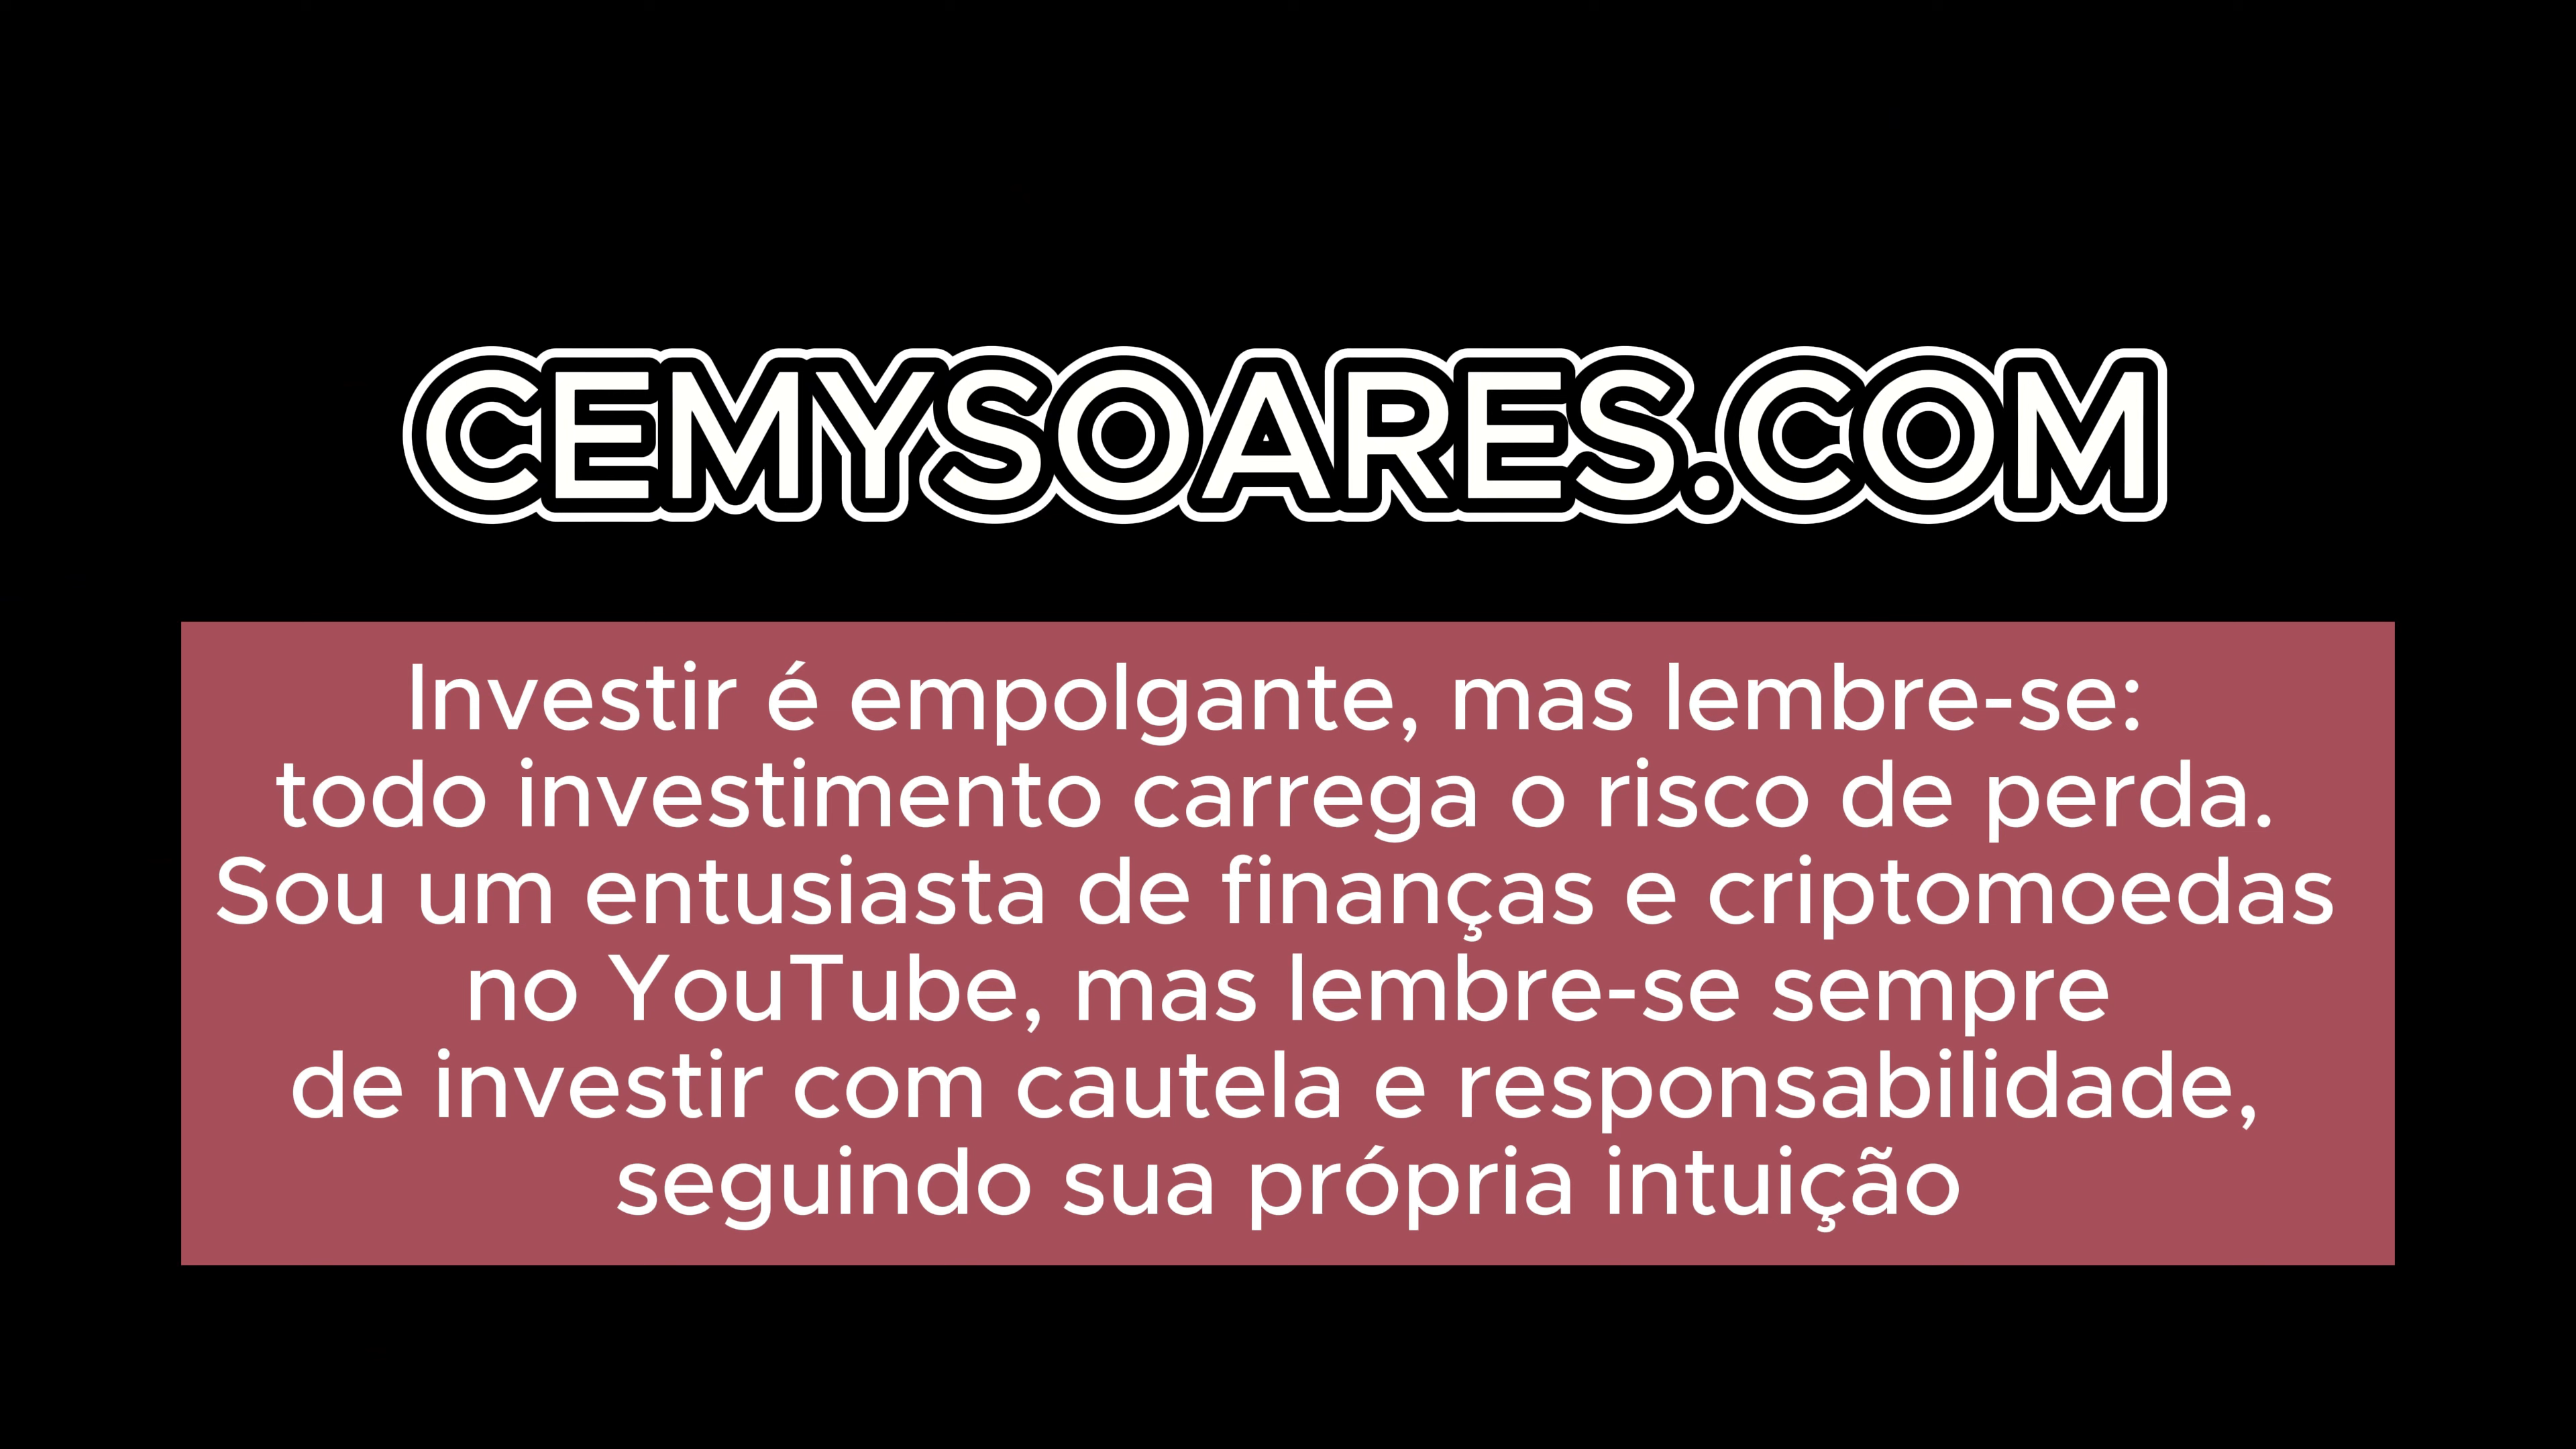 CEMYSOARES.COM
Investir é empolgante, mas lembre-se:
todo investimento carrega o risco de perda.
Sou um entusiasta de finanças e criptomoedas
no YouTube, mas lembre-se sempre
de investir com cautela e responsabilidade,
seguindo sua própria intuição